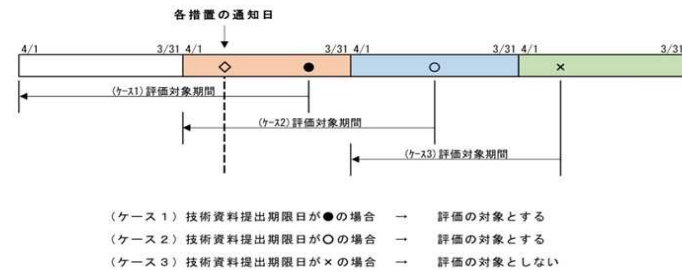 各措置の通知日
4/1 3/31 4/1 3/31 4/1 3/31 4/1 3/31
(ケース1)評価対象期間
(ケース2)評価対象期間
(ケース3)評価対象期間
(ケース1)技術資料提出期限日が●の場合 → 評価の対象とする
(ケース2)技術資料提出期限日が○の場合 → 評価の対象とする
(ケース3)技術資料提出期限日が×の場合 → 評価の対象としない